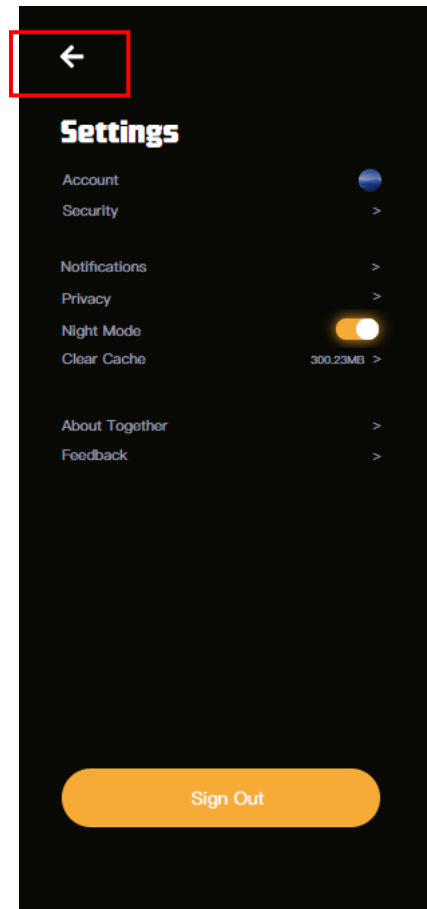 Settings
Account
Security >
Notifications >
Privacy >
Night Mode
Clear Cache 300.23MB >
About Together >
Feedback >
Sign Out